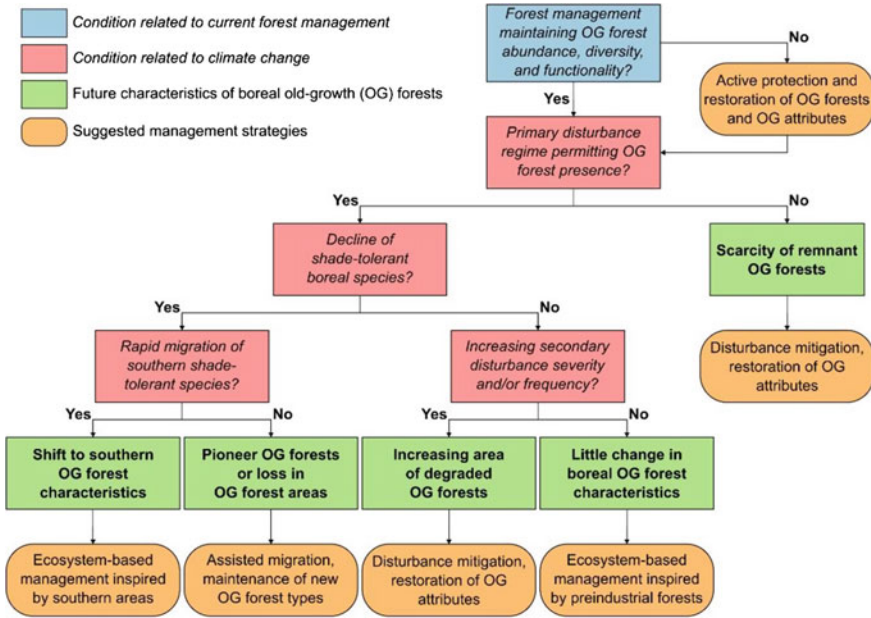 Condition related to current forest management
Condition related to climate change
Future characteristics of boreal old-growth (OG) forests
Suggested management strategies
Forest management
maintaining OG forest
abundance, diversity,
and functionality?
No
Active protection and
restoration of OG forests
and OG attributes
Yes
Primary disturbance
regime permitting OG
forest presence?
Yes
No
Decline of
shade-tolerant
boreal species?
Scarcity of remnant
OG forests
Yes
No
Rapid migration of
southern shade-
tolerant species?
Increasing secondary
disturbance severity
and/or frequency?
Disturbance mitigation,
restoration of OG
attributes
Yes
No
Yes
No
Shift to southern
OG forest
characteristics
Pioneer OG forests
or loss in
OG forest areas
Increasing area
of degraded
OG forests
Little change in
boreal OG forest
characteristics
Ecosystem-based
management inspired
by southern areas
Assisted migration,
maintenance of new
OG forest types
Disturbance mitigation,
restoration of OG
attributes
Ecosystem-based
management inspired
by preindustrial forests